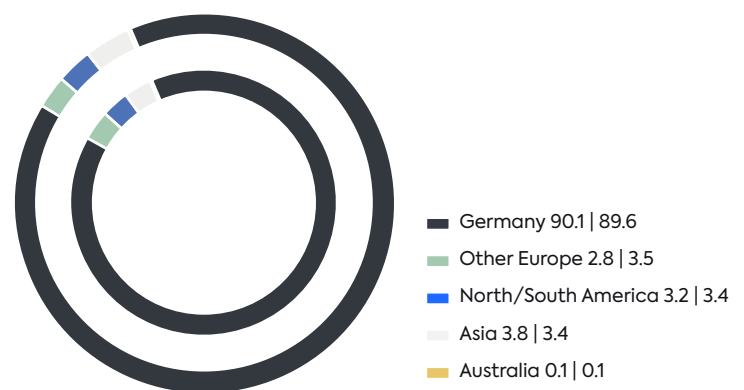 Germany 90.1 | 89.6
Other Europe 2.8 | 3.5
North/South America 3.2 | 3.4
Asia 3.8 | 3.4
Australia 0.1 | 0.1